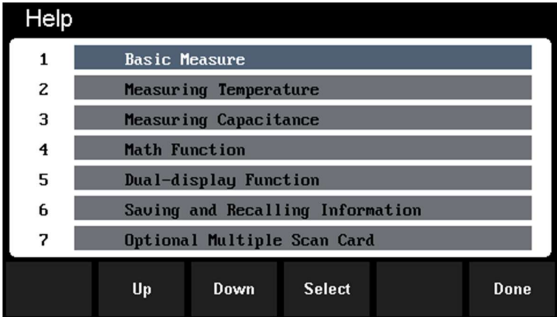 Help
1 Basic Measure
2 Measuring Temperature
3 Measuring Capacitance
4 Math Function
5 Dual-display Function
6 Saving and Recalling Information
7 Optional Multiple Scan Card
Up Down Select Done